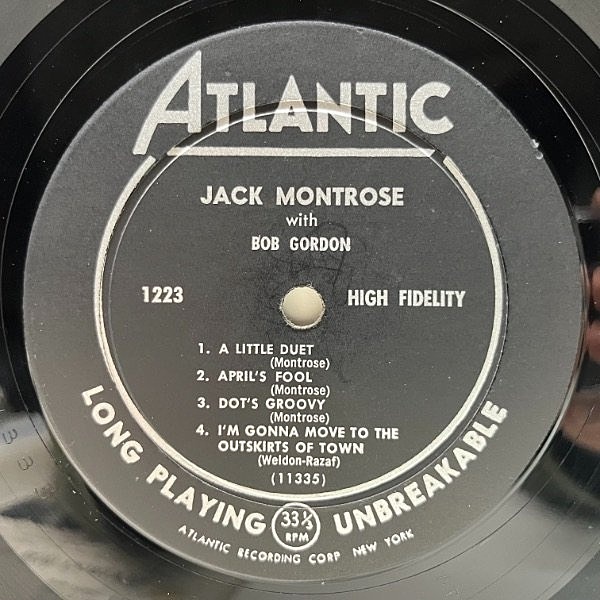 ATLANTIC
JACK MONTROSE
with
BOB GORDON
1223
HIGH FIDELITY
1. A LITTLE DUET
(Montrose)
2. APRIL'S FOOL
(Montrose)
3. DOT'S GROOVY
(Montrose)
4. I'M GONNA MOVE TO THE
OUTSKIRTS OF TOWN
(Weldon-Razaf)
(11335)
LONG PLAYING 33⅓ RPM UNBREAKABLE
ATLANTIC RECORDING CORP NEW YORK